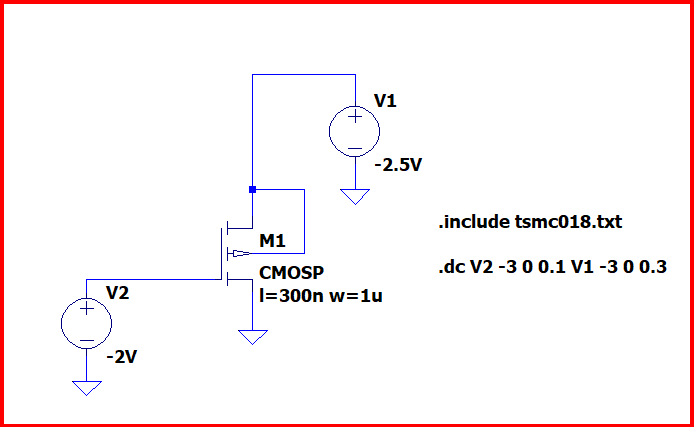 V1
-2.5V
.include tsmc018.txt
M1
.dc V2 -3 0 0.1 V1 -3 0 0.3
CMOSP
l=300n w=1u
V2
-2V